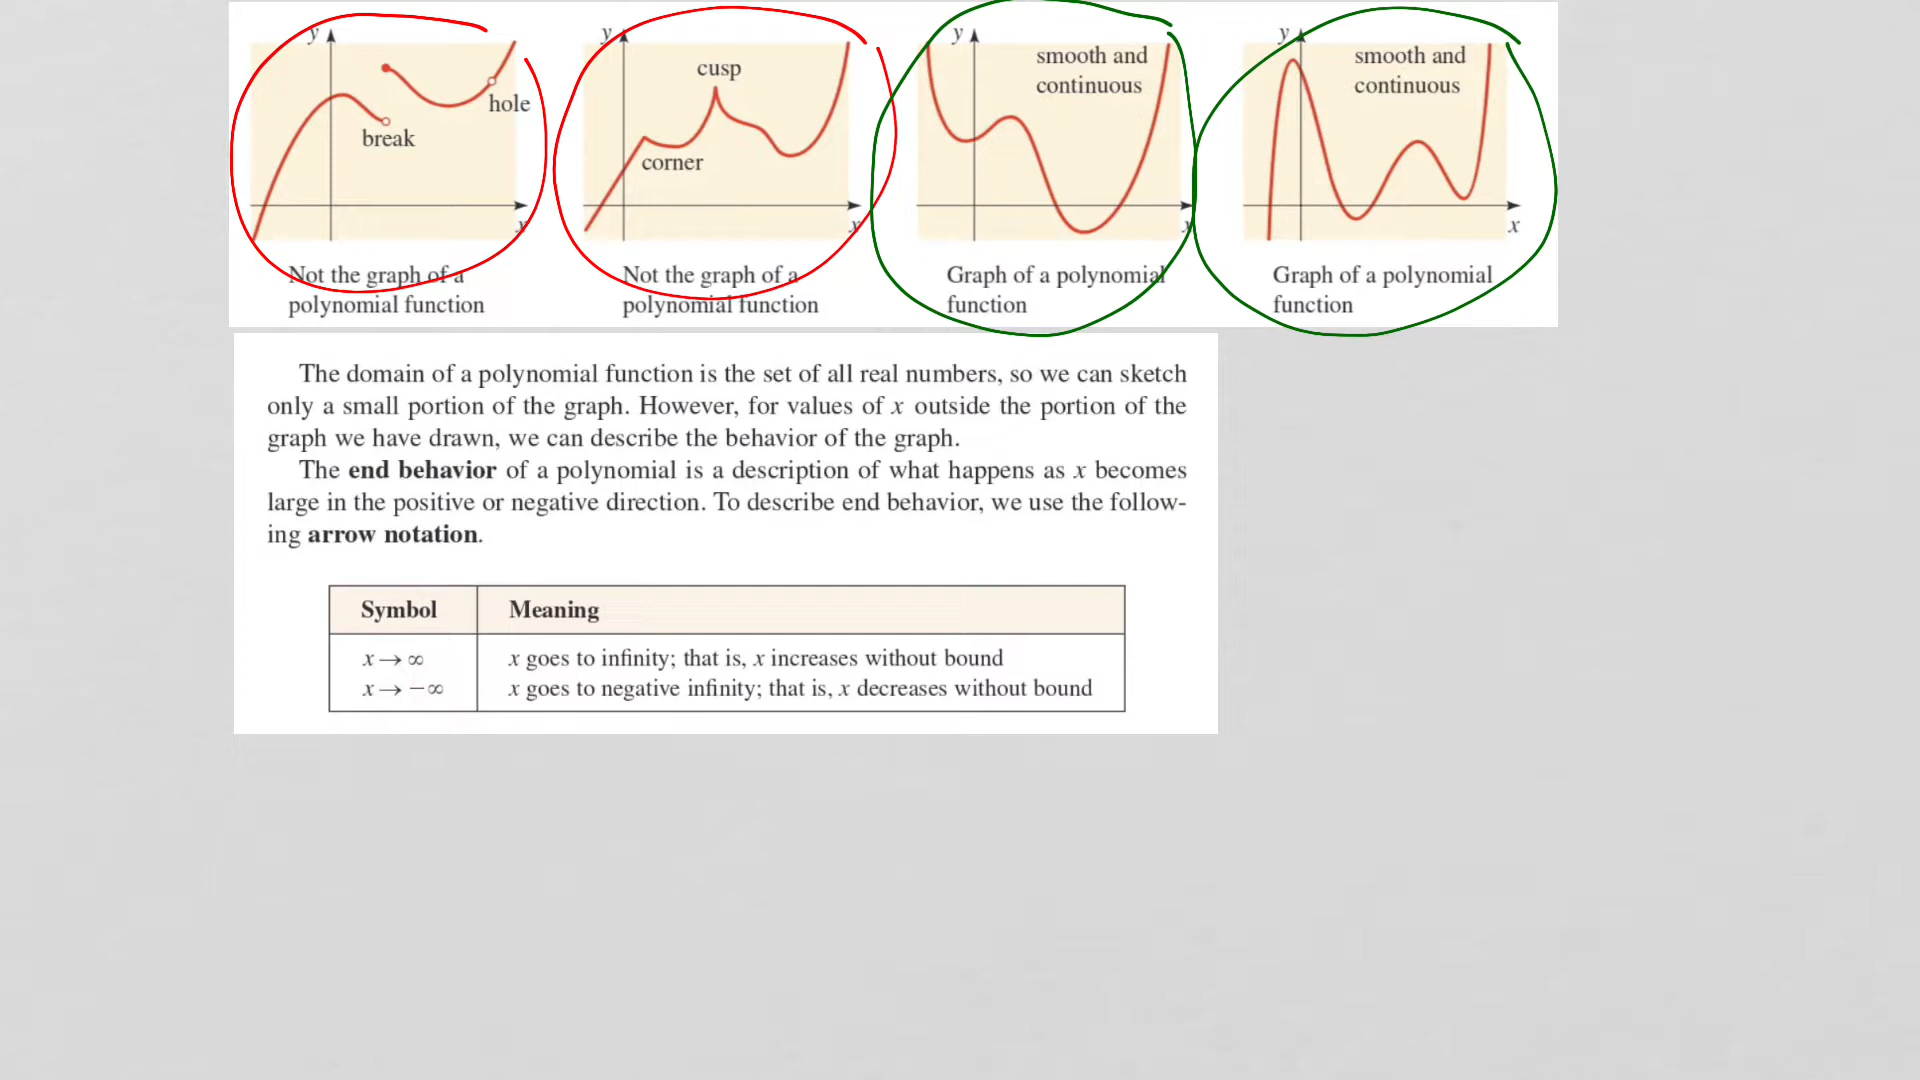 y
break
hole
x
Not the graph of a
polynomial function
y
cusp
corner
x
Not the graph of a
polynomial function
y
smooth and
continuous
x
Graph of a polynomial
function
y
smooth and
continuous
x
Graph of a polynomial
function
The domain of a polynomial function is the set of all real numbers, so we can sketch
only a small portion of the graph. However, for values of x outside the portion of the
graph we have drawn, we can describe the behavior of the graph.
The end behavior of a polynomial is a description of what happens as x becomes
large in the positive or negative direction. To describe end behavior, we use the follow-
ing arrow notation.
Symbol Meaning
x → ∞ x goes to infinity; that is, x increases without bound
x → −∞ x goes to negative infinity; that is, x decreases without bound